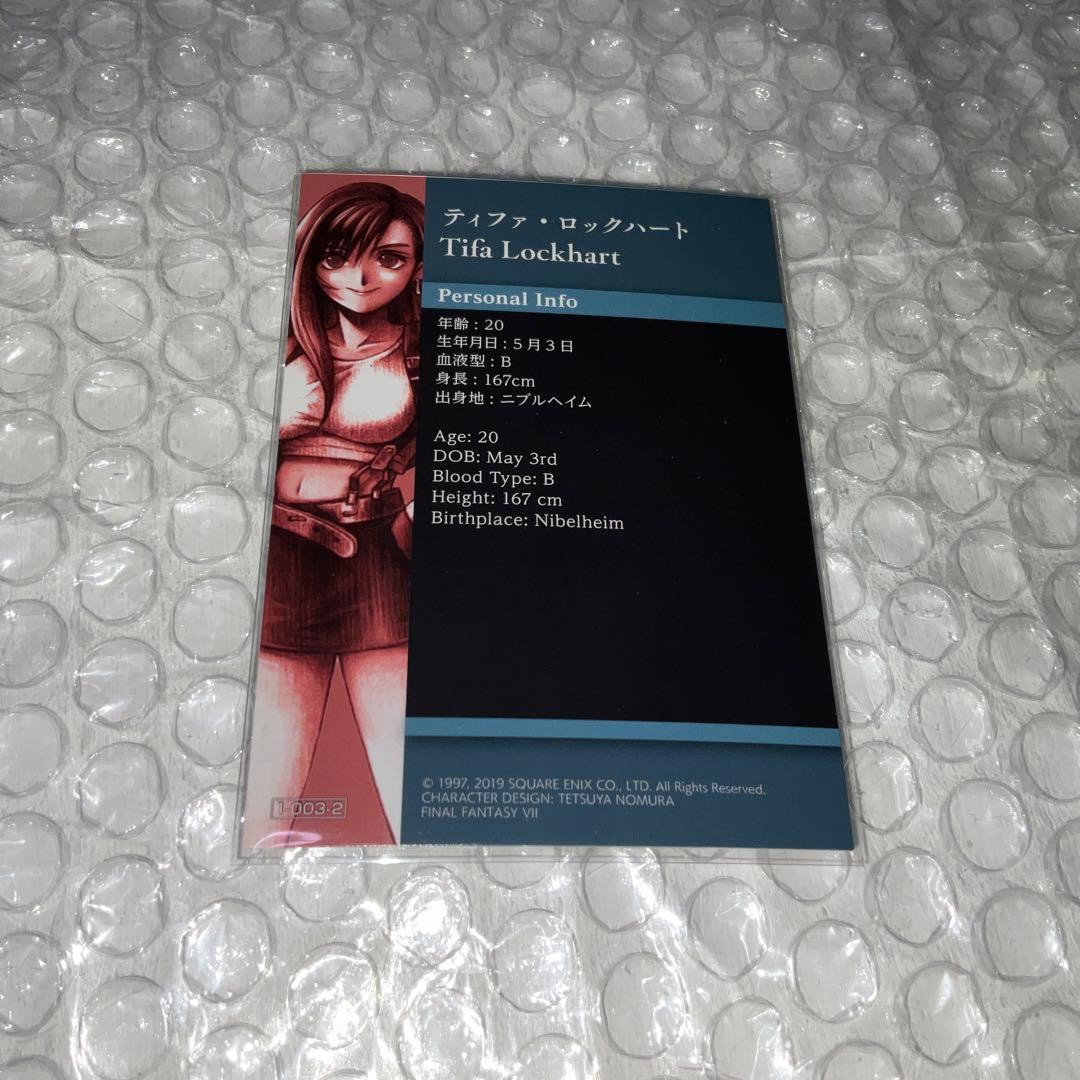 ティファ・ロックハート
Tifa Lockhart
Personal Info
年齢 : 20
生年月日 : 5月3日
血液型 : B
身長 : 167cm
出身地 : ニブルヘイム
Age: 20
DOB: May 3rd
Blood Type: B
Height: 167 cm
Birthplace: Nibelheim
© 1997, 2019 SQUARE ENIX CO., LTD. All Rights Reserved.
CHARACTER DESIGN: TETSUYA NOMURA
FINAL FANTASY VII
1-003-2